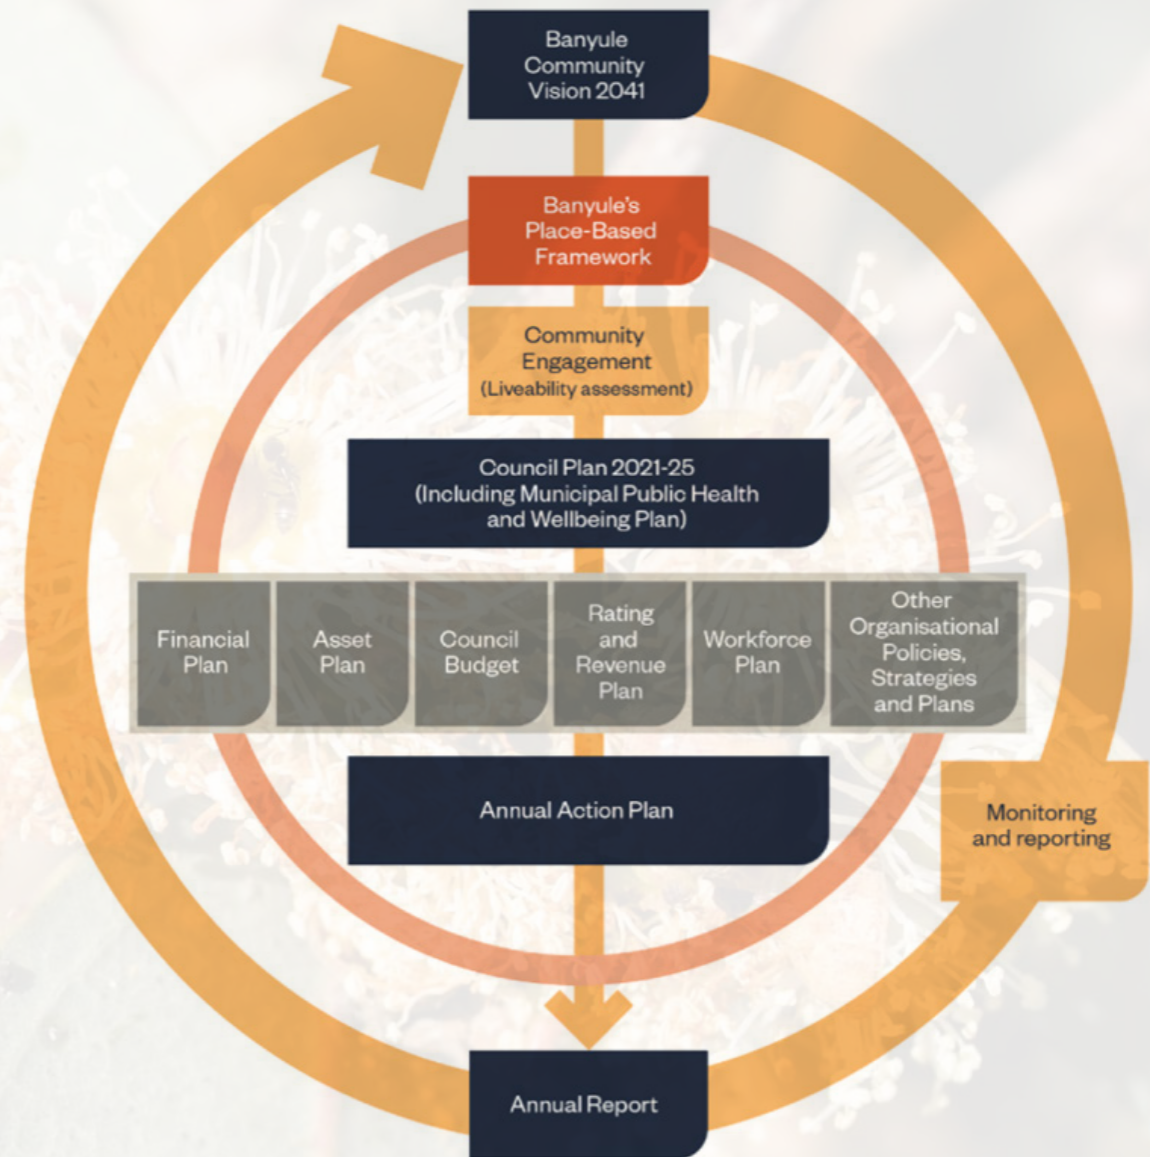 Banyule
Community
Vision 2041
Banyule's
Place-Based
Framework
Community
Engagement
(Liveability assessment)
Council Plan 2021-25
(Including Municipal Public Health
and Wellbeing Plan)
Financial
Plan
Asset
Plan
Council
Budget
Rating
and
Revenue
Plan
Workforce
Plan
Other
Organisational
Policies,
Strategies
and Plans
Annual Action Plan
Monitoring
and reporting
Annual Report